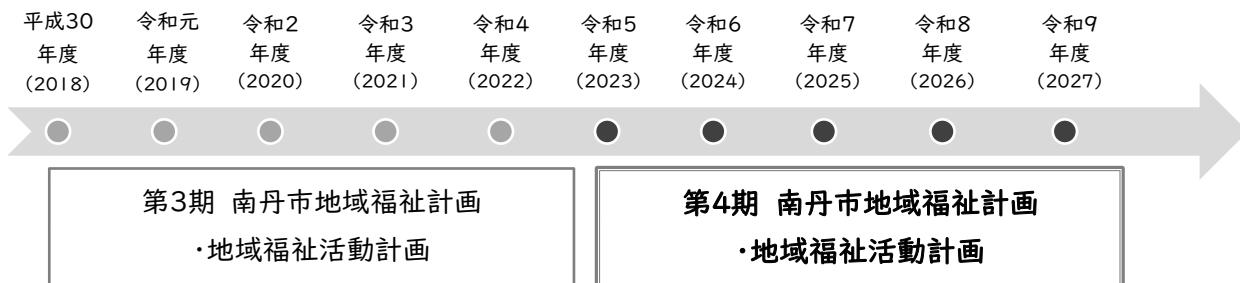 平成30 令和元 令和2 令和3 令和4 令和5 令和6 令和7 令和8 令和9
年度 年度 年度 年度 年度 年度 年度 年度 年度 年度
(2018) (2019) (2020) (2021) (2022) (2023) (2024) (2025) (2026) (2027)
第3期 南丹市地域福祉計画
・地域福祉活動計画
第4期 南丹市地域福祉計画
・地域福祉活動計画